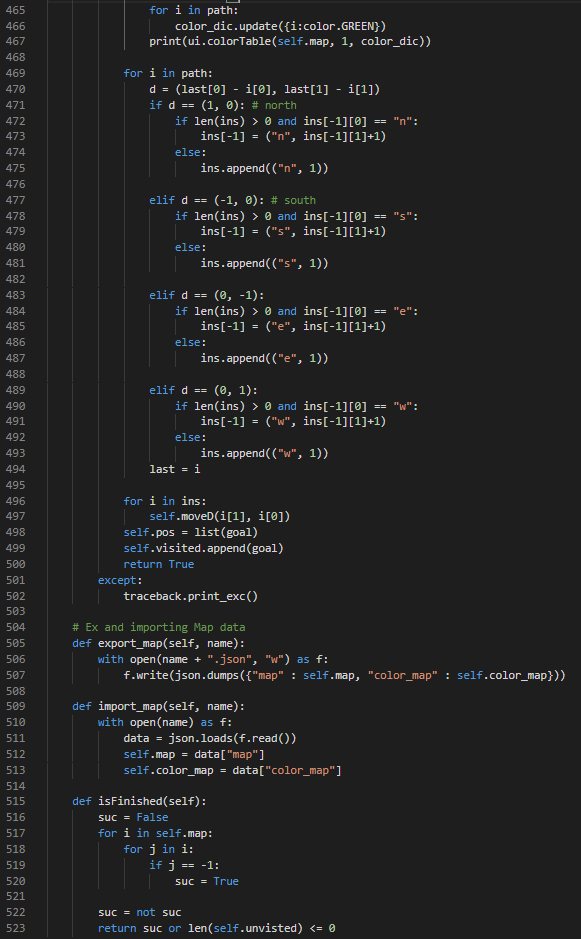 465 for i in path:
466 color_dic.update({i:color.GREEN})
467 print(ui.colorTable(self.map, 1, color_dic))
468
469 for i in path:
470 d = (last[0] - i[0], last[1] - i[1])
471 if d == (1, 0): # north
472 if len(ins) > 0 and ins[-1][0] == "n":
473 ins[-1] = ("n", ins[-1][1]+1)
474 else:
475 ins.append(("n", 1))
476
477 elif d == (-1, 0): # south
478 if len(ins) > 0 and ins[-1][0] == "s":
479 ins[-1] = ("s", ins[-1][1]+1)
480 else:
481 ins.append(("s", 1))
482
483 elif d == (0, -1):
484 if len(ins) > 0 and ins[-1][0] == "e":
485 ins[-1] = ("e", ins[-1][1]+1)
486 else:
487 ins.append(("e", 1))
488
489 elif d == (0, 1):
490 if len(ins) > 0 and ins[-1][0] == "w":
491 ins[-1] = ("w", ins[-1][1]+1)
492 else:
493 ins.append(("w", 1))
494 last = i
495
496 for i in ins:
497 self.moveD(i[1], i[0])
498 self.pos = list(goal)
499 self.visited.append(goal)
500 return True
501 except:
502 traceback.print_exc()
503
504 # Ex and importing Map data
505 def export_map(self, name):
506 with open(name + ".json", "w") as f:
507 f.write(json.dumps({"map" : self.map, "color_map" : self.color_map}))
508
509 def import_map(self, name):
510 with open(name) as f:
511 data = json.loads(f.read())
512 self.map = data["map"]
513 self.color_map = data["color_map"]
514
515 def isFinished(self):
516 suc = False
517 for i in self.map:
518 for j in i:
519 if j == -1:
520 suc = True
521
522 suc = not suc
523 return suc or len(self.unvisted) <= 0